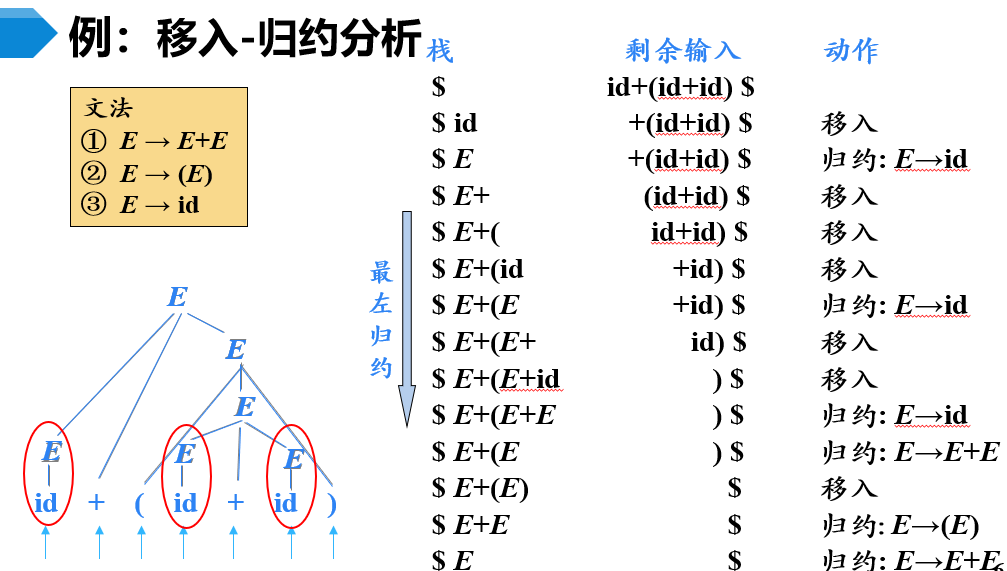 例：移入-归约分析
文法
① E → E+E
② E → (E)
③ E → id
栈 剩余输入 动作
$ id+(id+id) $
$ id +(id+id) $ 移入
$ E +(id+id) $ 归约: E→id
$ E+ (id+id) $ 移入
$ E+( id+id) $ 移入
$ E+(id +id) $ 移入
$ E+(E +id) $ 归约: E→id
$ E+(E+ id) $ 移入
$ E+(E+id ) $ 移入
$ E+(E+E ) $ 归约: E→id
$ E+(E ) $ 归约: E→E+E
$ E+(E) $ 移入
$ E+E $ 归约: E→(E)
$ E $ 归约: E→E+E
最左归约
E
E
E
E E E
id + ( id + id )